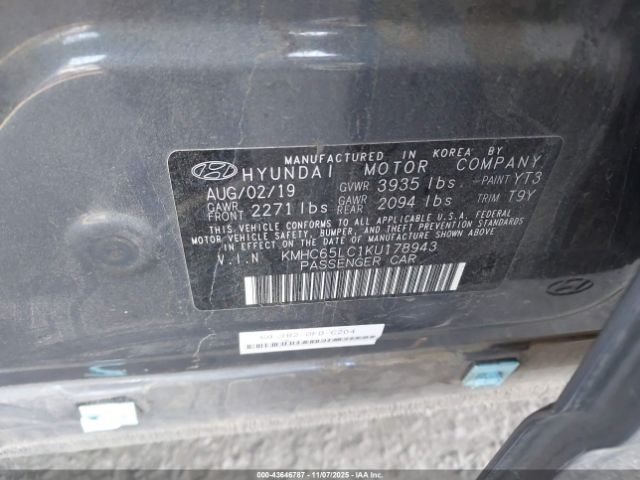 MANUFACTURED IN KOREA BY
HYUNDAI MOTOR COMPANY
AUG/02/19 GVWR 3935 lbs. PAINT YT3
GAWR FRONT 2271 lbs GAWR REAR 2094 lbs TRIM T9Y
THIS VEHICLE CONFORMS TO ALL APPLICABLE U.S.A. FEDERAL
MOTOR VEHICLE SAFETY, BUMPER, AND THEFT PREVENTION STANDARDS
IN EFFECT ON THE DATE OF MANUFACTURE SHOWN ABOVE.
V.I.N KMHC65LC1KU178943
PASSENGER CAR
000-43646787 - 11/07/2025 -